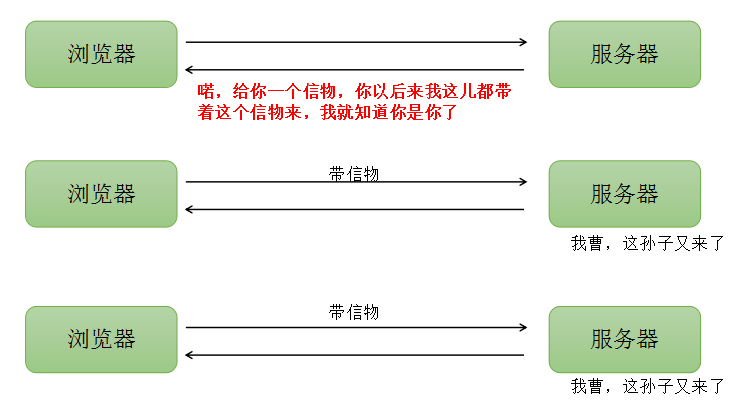 浏览器
服务器
喏，给你一个信物，你以后来我这儿都带
着这个信物来，我就知道你是你了
带信物
浏览器
服务器
我曹，这孙子又来了
带信物
浏览器
服务器
我曹，这孙子又来了